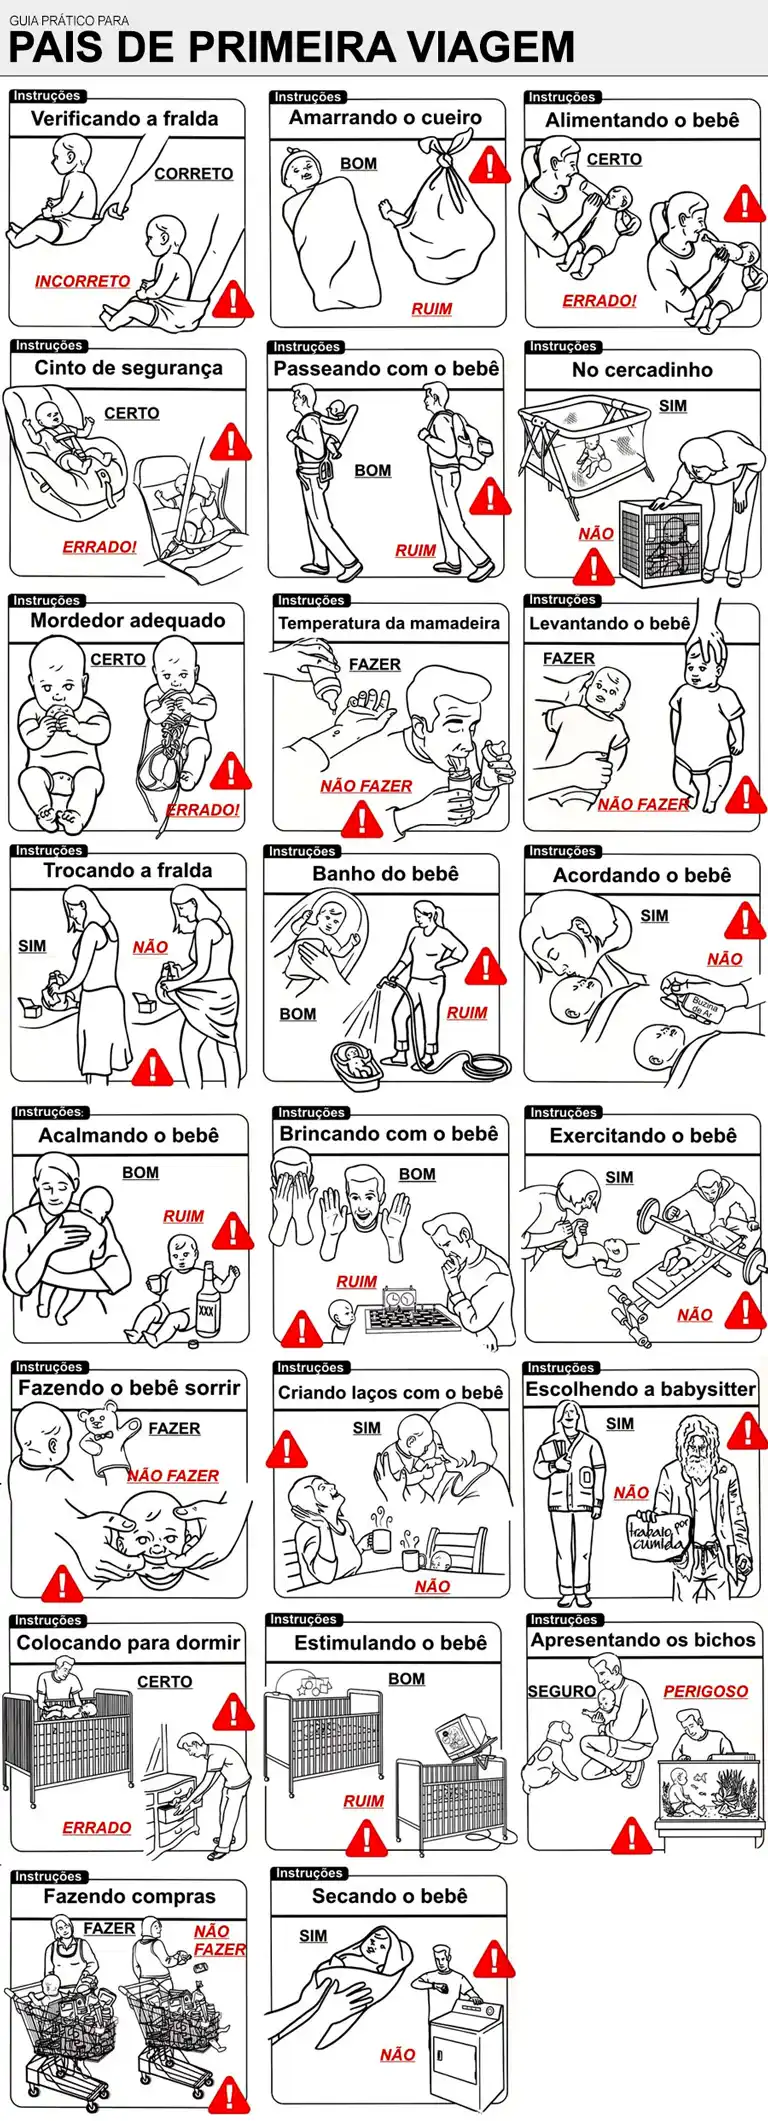 GUIA PRÁTICO PARA
PAIS DE PRIMEIRA VIAGEM
Instruções
Verificando a fralda
CORRETO
INCORRETO
Instruções
Amarrando o cueiro
BOM
RUIM
Instruções
Alimentando o bebê
CERTO
ERRADO!
Instruções
Cinto de segurança
CERTO
ERRADO!
Instruções
Passeando com o bebê
BOM
RUIM
Instruções
No cercadinho
SIM
NÃO
Instruções
Mordedor adequado
CERTO
ERRADO!
Instruções
Temperatura da mamadeira
FAZER
NÃO FAZER
Instruções
Levantando o bebê
FAZER
NÃO FAZER
Instruções
Trocando a fralda
SIM
NÃO
Instruções
Banho do bebê
BOM
RUIM
Instruções
Acordando o bebê
SIM
NÃO
Buzina
de Ar
Instruções:
Acalmando o bebê
BOM
RUIM
XXX
Instruções
Brincando com o bebê
BOM
RUIM
Instruções
Exercitando o bebê
SIM
NÃO
Instruções
Fazendo o bebê sorrir
FAZER
NÃO FAZER
Instruções
Criando laços com o bebê
SIM
NÃO
Instruções
Escolhendo a babysitter
SIM
NÃO
trabalo por
cumida
Instruções
Colocando para dormir
CERTO
ERRADO
Instruções
Estimulando o bebê
BOM
RUIM
Instruções
Apresentando os bichos
SEGURO
PERIGOSO
Instruções
Fazendo compras
FAZER
NÃO
FAZER
Instruções
Secando o bebê
SIM
NÃO